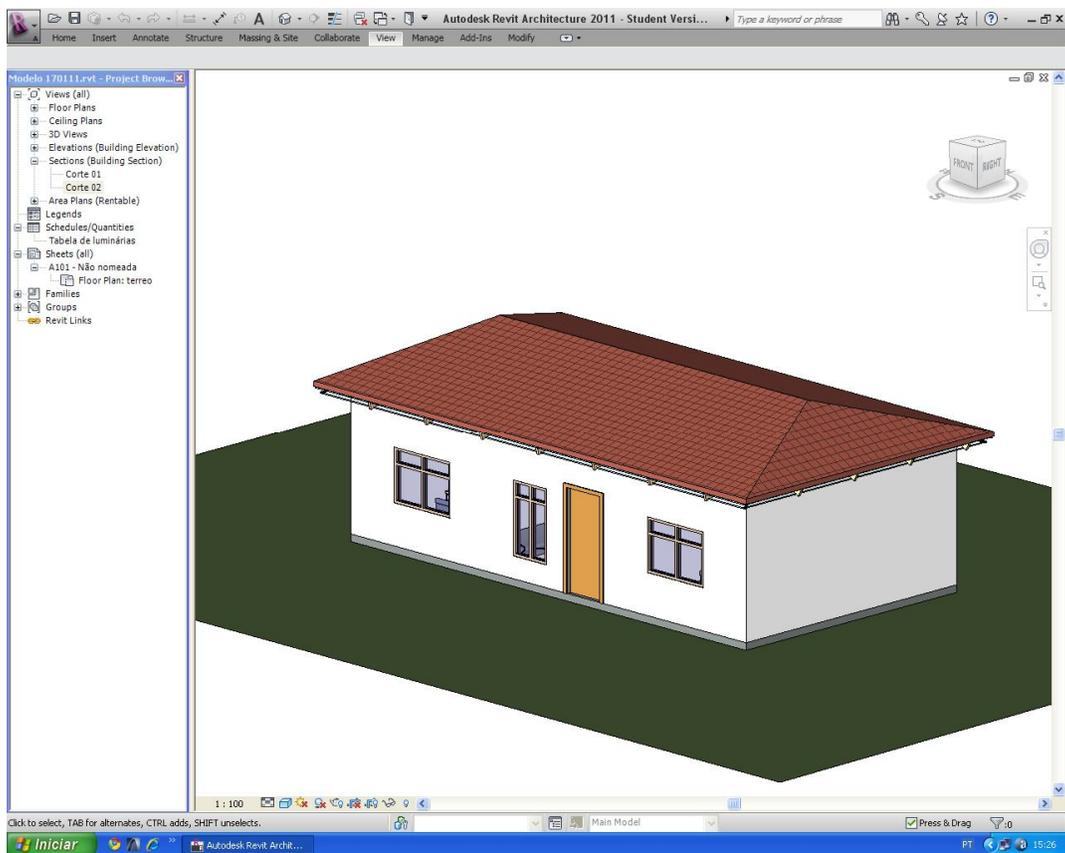 Autodesk Revit Architecture 2011 - Student Versi... Type a keyword or phrase
Home Insert Annotate Structure Massing & Site Collaborate View Manage Add-Ins Modify
Modelo 170111.rvt - Project Brow...
Views (all)
Floor Plans
Ceiling Plans
3D Views
Elevations (Building Elevation)
Sections (Building Section)
Corte 01
Corte 02
Area Plans (Rentable)
Legends
Schedules/Quantities
Tabela de luminárias
Sheets (all)
A101 - Não nomeada
Floor Plan: terreo
Families
Groups
Revit Links
FRONT RIGHT
S E
1 : 100
Click to select, TAB for alternates, CTRL adds, SHIFT unselects. Main Model Press & Drag :0
Iniciar Autodesk Revit Archit... PT 15:26